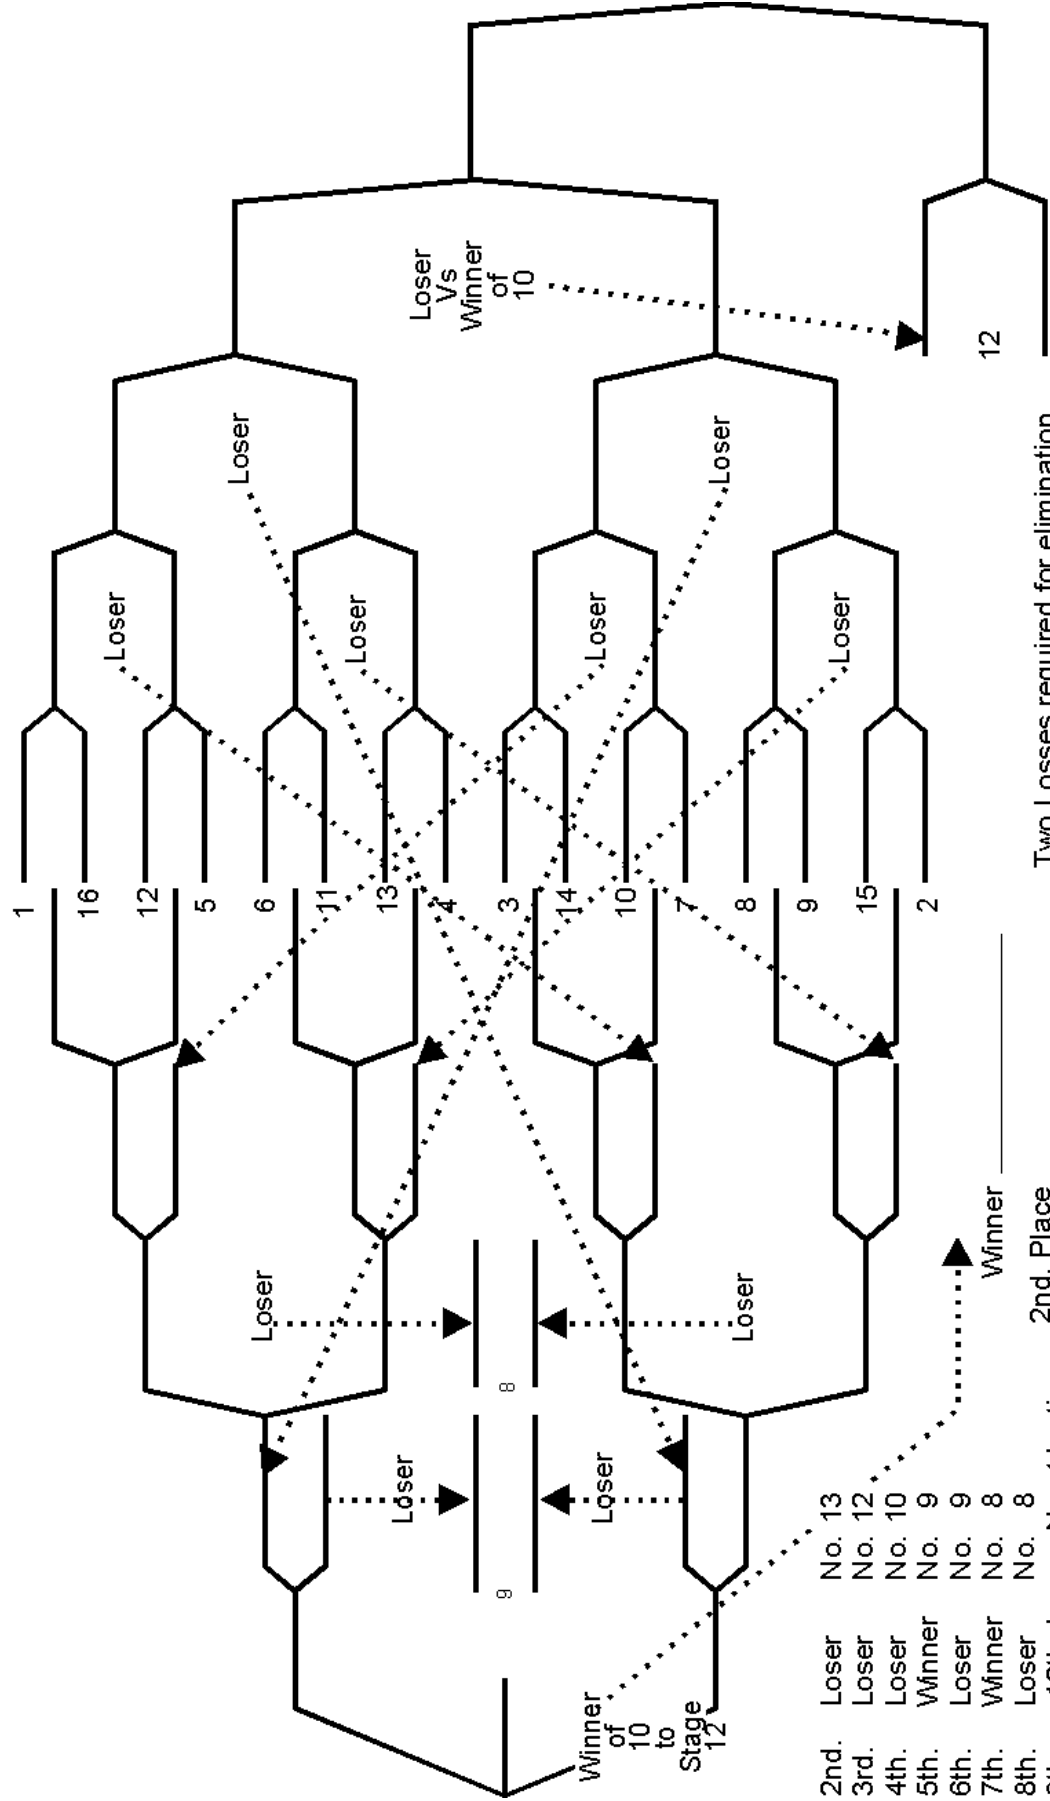 1
16
12
5
6
11
13
4
3
14
10
7
8
9
15
2
Loser
Loser
Loser
Loser
Loser
Loser
Loser
Vs
Winner
of
10
12
Loser
Loser
8
Loser
Loser
9
Winner
of
10
to
Stage
12
Winner
Two Losses required for elimination
2nd. Loser No. 13
3rd. Loser No. 12
4th. Loser No. 10
5th. Winner No. 9
6th. Loser No. 9
7th. Winner No. 8
8th. Loser No. 8
2nd. Place